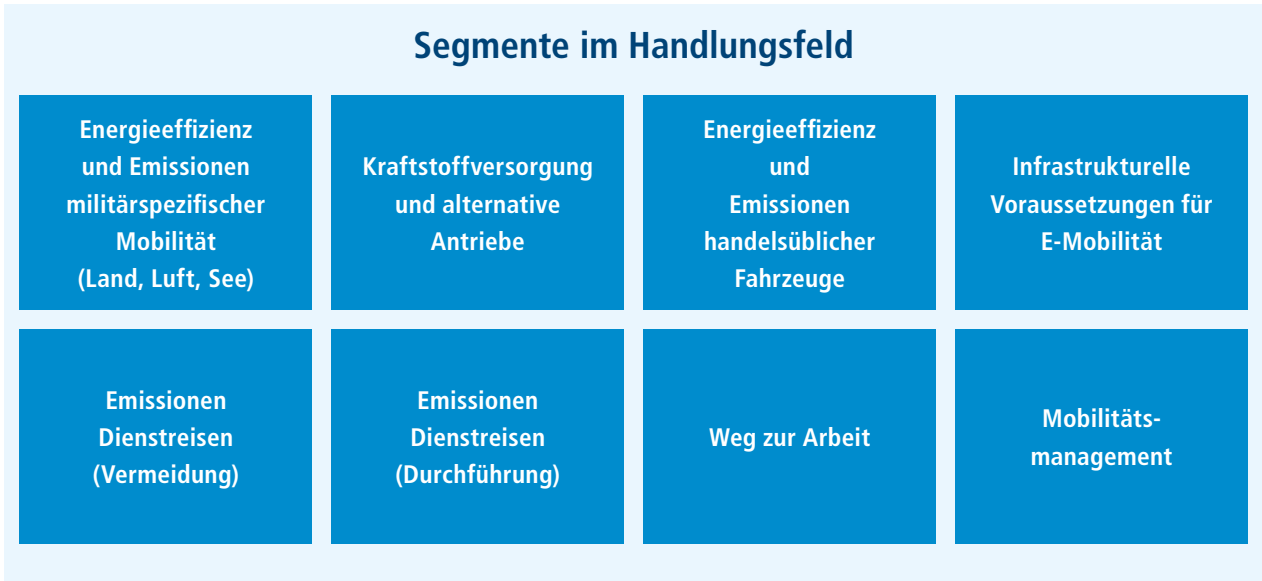 Segmente im Handlungsfeld
Energieeffizienz
und Emissionen
militärspezifischer
Mobilität
(Land, Luft, See)
Kraftstoffversorgung
und alternative
Antriebe
Energieeffizienz
und
Emissionen
handelsüblicher
Fahrzeuge
Infrastrukturelle
Voraussetzungen für
E-Mobilität
Emissionen
Dienstreisen
(Vermeidung)
Emissionen
Dienstreisen
(Durchführung)
Weg zur Arbeit
Mobilitäts-
management